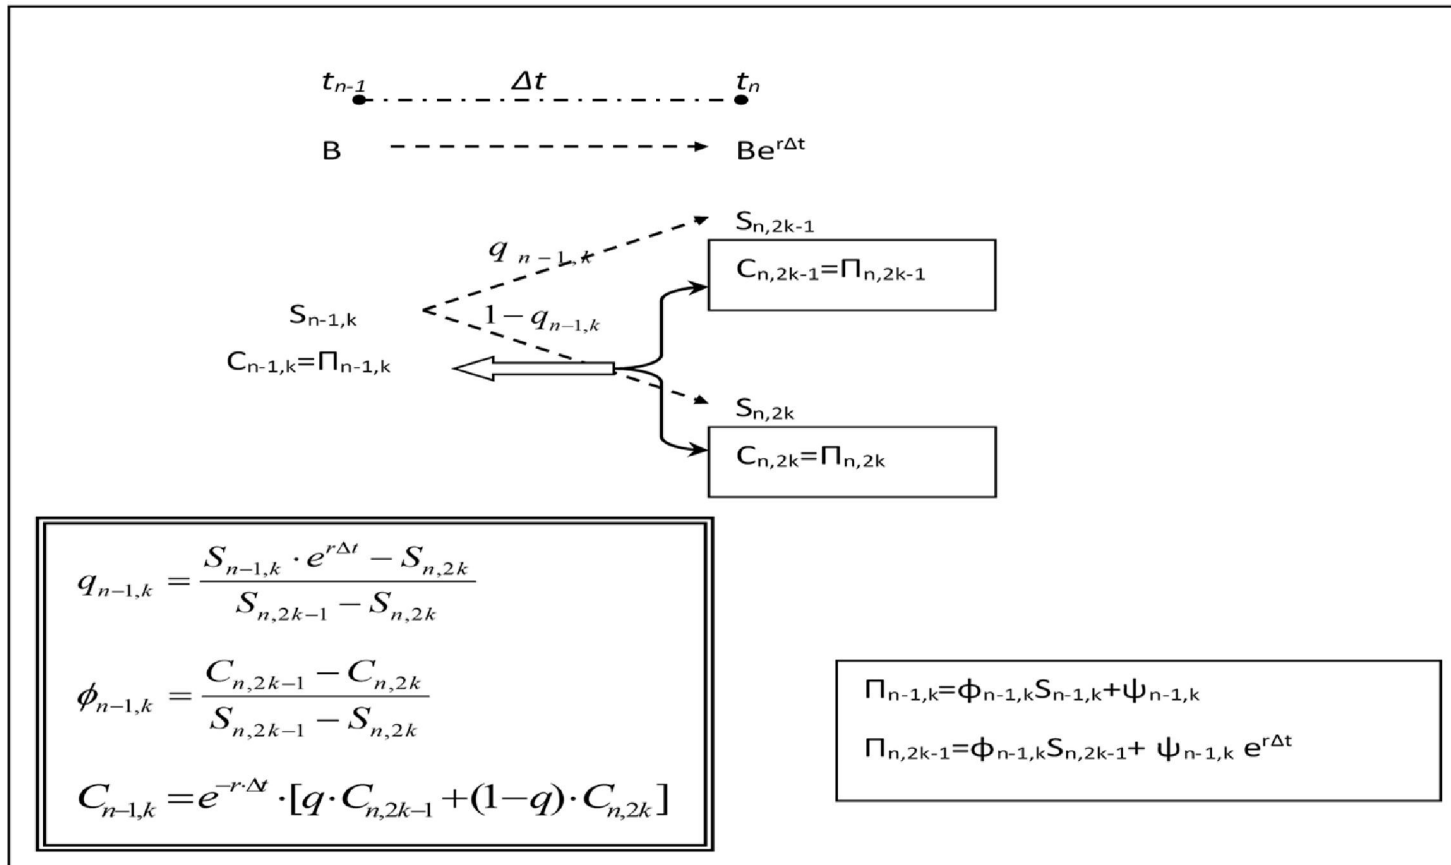 tₙ₋₁ Δt tₙ
B Be^{rΔt}
S_{n,2k-1}
q_{n-1,k}
C_{n,2k-1}=Π_{n,2k-1}
S_{n-1,k} 1-q_{n-1,k}
C_{n-1,k}=Π_{n-1,k}
S_{n,2k}
C_{n,2k}=Π_{n,2k}
q_{n-1,k} = \frac{S_{n-1,k} · e^{rΔt} - S_{n,2k}}{S_{n,2k-1} - S_{n,2k}}
ϕ_{n-1,k} = \frac{C_{n,2k-1} - C_{n,2k}}{S_{n,2k-1} - S_{n,2k}}
C_{n-1,k} = e^{-r·Δt} · [q · C_{n,2k-1} + (1-q) · C_{n,2k}]
Π_{n-1,k}=ϕ_{n-1,k}S_{n-1,k}+ψ_{n-1,k}
Π_{n,2k-1}=ϕ_{n-1,k}S_{n,2k-1}+ ψ_{n-1,k} e^{rΔt}